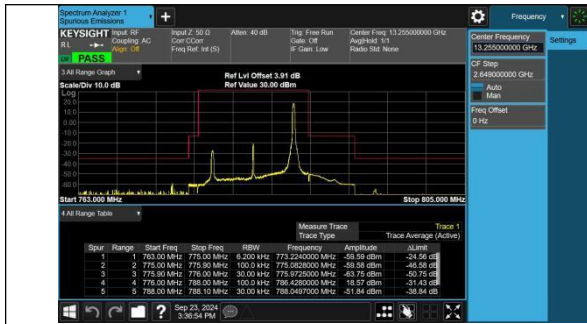 Spectrum Analyzer 1
Spurious Emissions
Frequency
KEYSIGHT Input: RF Input Z: 50 Ω Atten: 40 dB Trig: Free Run Center Freq: 13.255000000 GHz
RL Coupling: AC Corr CCorr Gate: Off Avg|Hold: 1/1
Align: Off Freq Ref: Int (S) IF Gain: Low Radio Std: None
PASS
Center Frequency
13.255000000 GHz
Settings
CF Step
2.649000000 GHz
Auto
Man
Freq Offset
0 Hz
3 All Range Graph
Ref Lvl Offset 3.91 dB
Scale/Div 10.0 dB Ref Value 30.00 dBm
Log
20.0
10.0
0.00
-10.0
-20.0
-30.0
-40.0
-50.0
-60.0
Start 763.000 MHz Stop 805.000 MHz
4 All Range Table
Measure Trace Trace 1
Trace Type Trace Average (Active)
Spur Range Start Freq Stop Freq RBW Frequency Amplitude ΔLimit
1 1 763.00 MHz 775.00 MHz 6.200 kHz 773.2240000 MHz -59.59 dBm -24.56 dB
2 2 775.00 MHz 775.90 MHz 100.0 kHz 775.0828000 MHz -59.58 dBm -46.58 dB
3 3 775.90 MHz 776.00 MHz 30.00 kHz 775.9725000 MHz -63.75 dBm -50.75 dB
4 4 776.00 MHz 788.00 MHz 100.0 kHz 786.4280000 MHz 18.57 dBm -31.43 dB
5 5 788.00 MHz 788.10 MHz 30.00 kHz 788.0497000 MHz -51.84 dBm -38.84 dB
Sep 23, 2024
3:36:54 PM